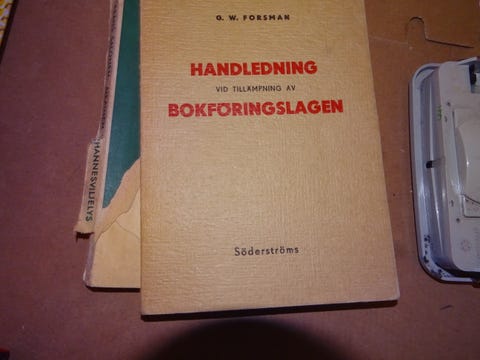 G. W. FORSMAN
HANDLEDNING
VID TILLÄMPNING AV
BOKFÖRINGSLAGEN
Söderströms